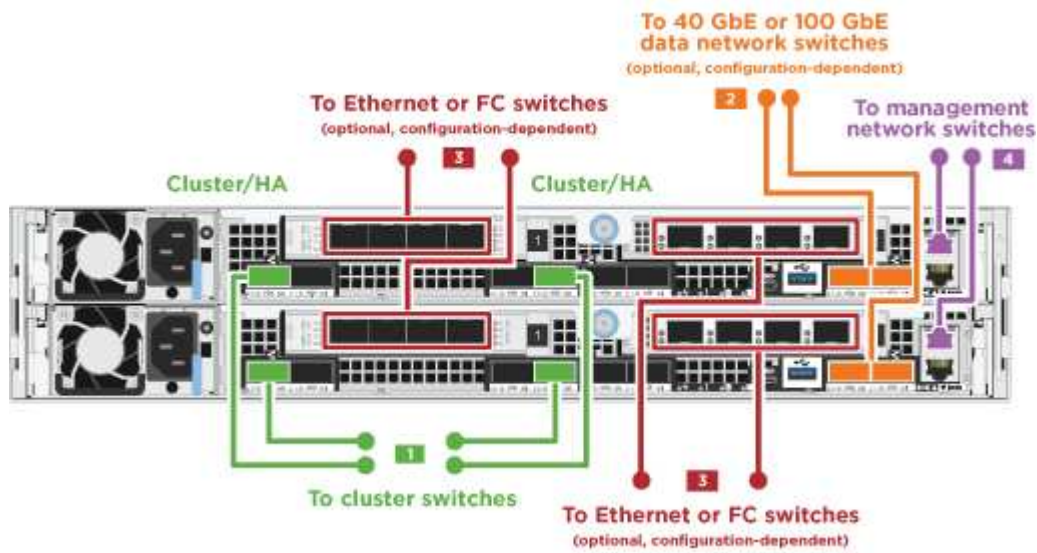 To 40 GbE or 100 GbE
data network switches
(optional, configuration-dependent)
2
To Ethernet or FC switches
(optional, configuration-dependent)
3
To management
network switches
4
Cluster/HA
Cluster/HA
1
1
1
To cluster switches
3
To Ethernet or FC switches
(optional, configuration-dependent)